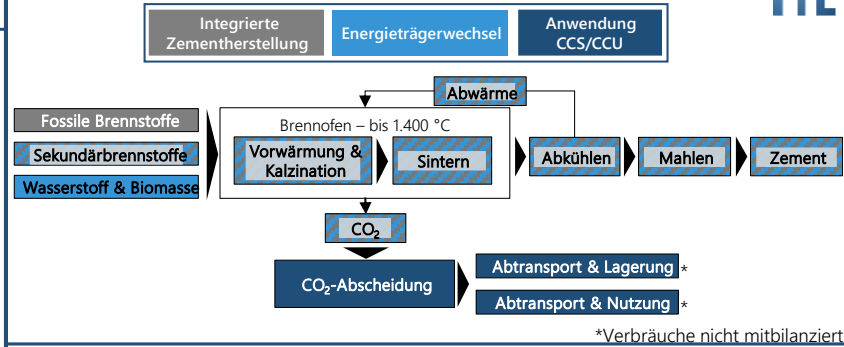 Integrierte
Zementherstellung
Energieträgerwechsel
Anwendung
CCS/CCU
Abwärme
Fossile Brennstoffe
Sekundärbrennstoffe
Wasserstoff & Biomasse
Brennofen – bis 1.400 °C
Vorwärmung &
Kalzination
Sintern
Abkühlen
Mahlen
Zement
CO₂
CO₂-Abscheidung
Abtransport & Lagerung *
Abtransport & Nutzung *
*Verbräuche nicht mitbilanziert